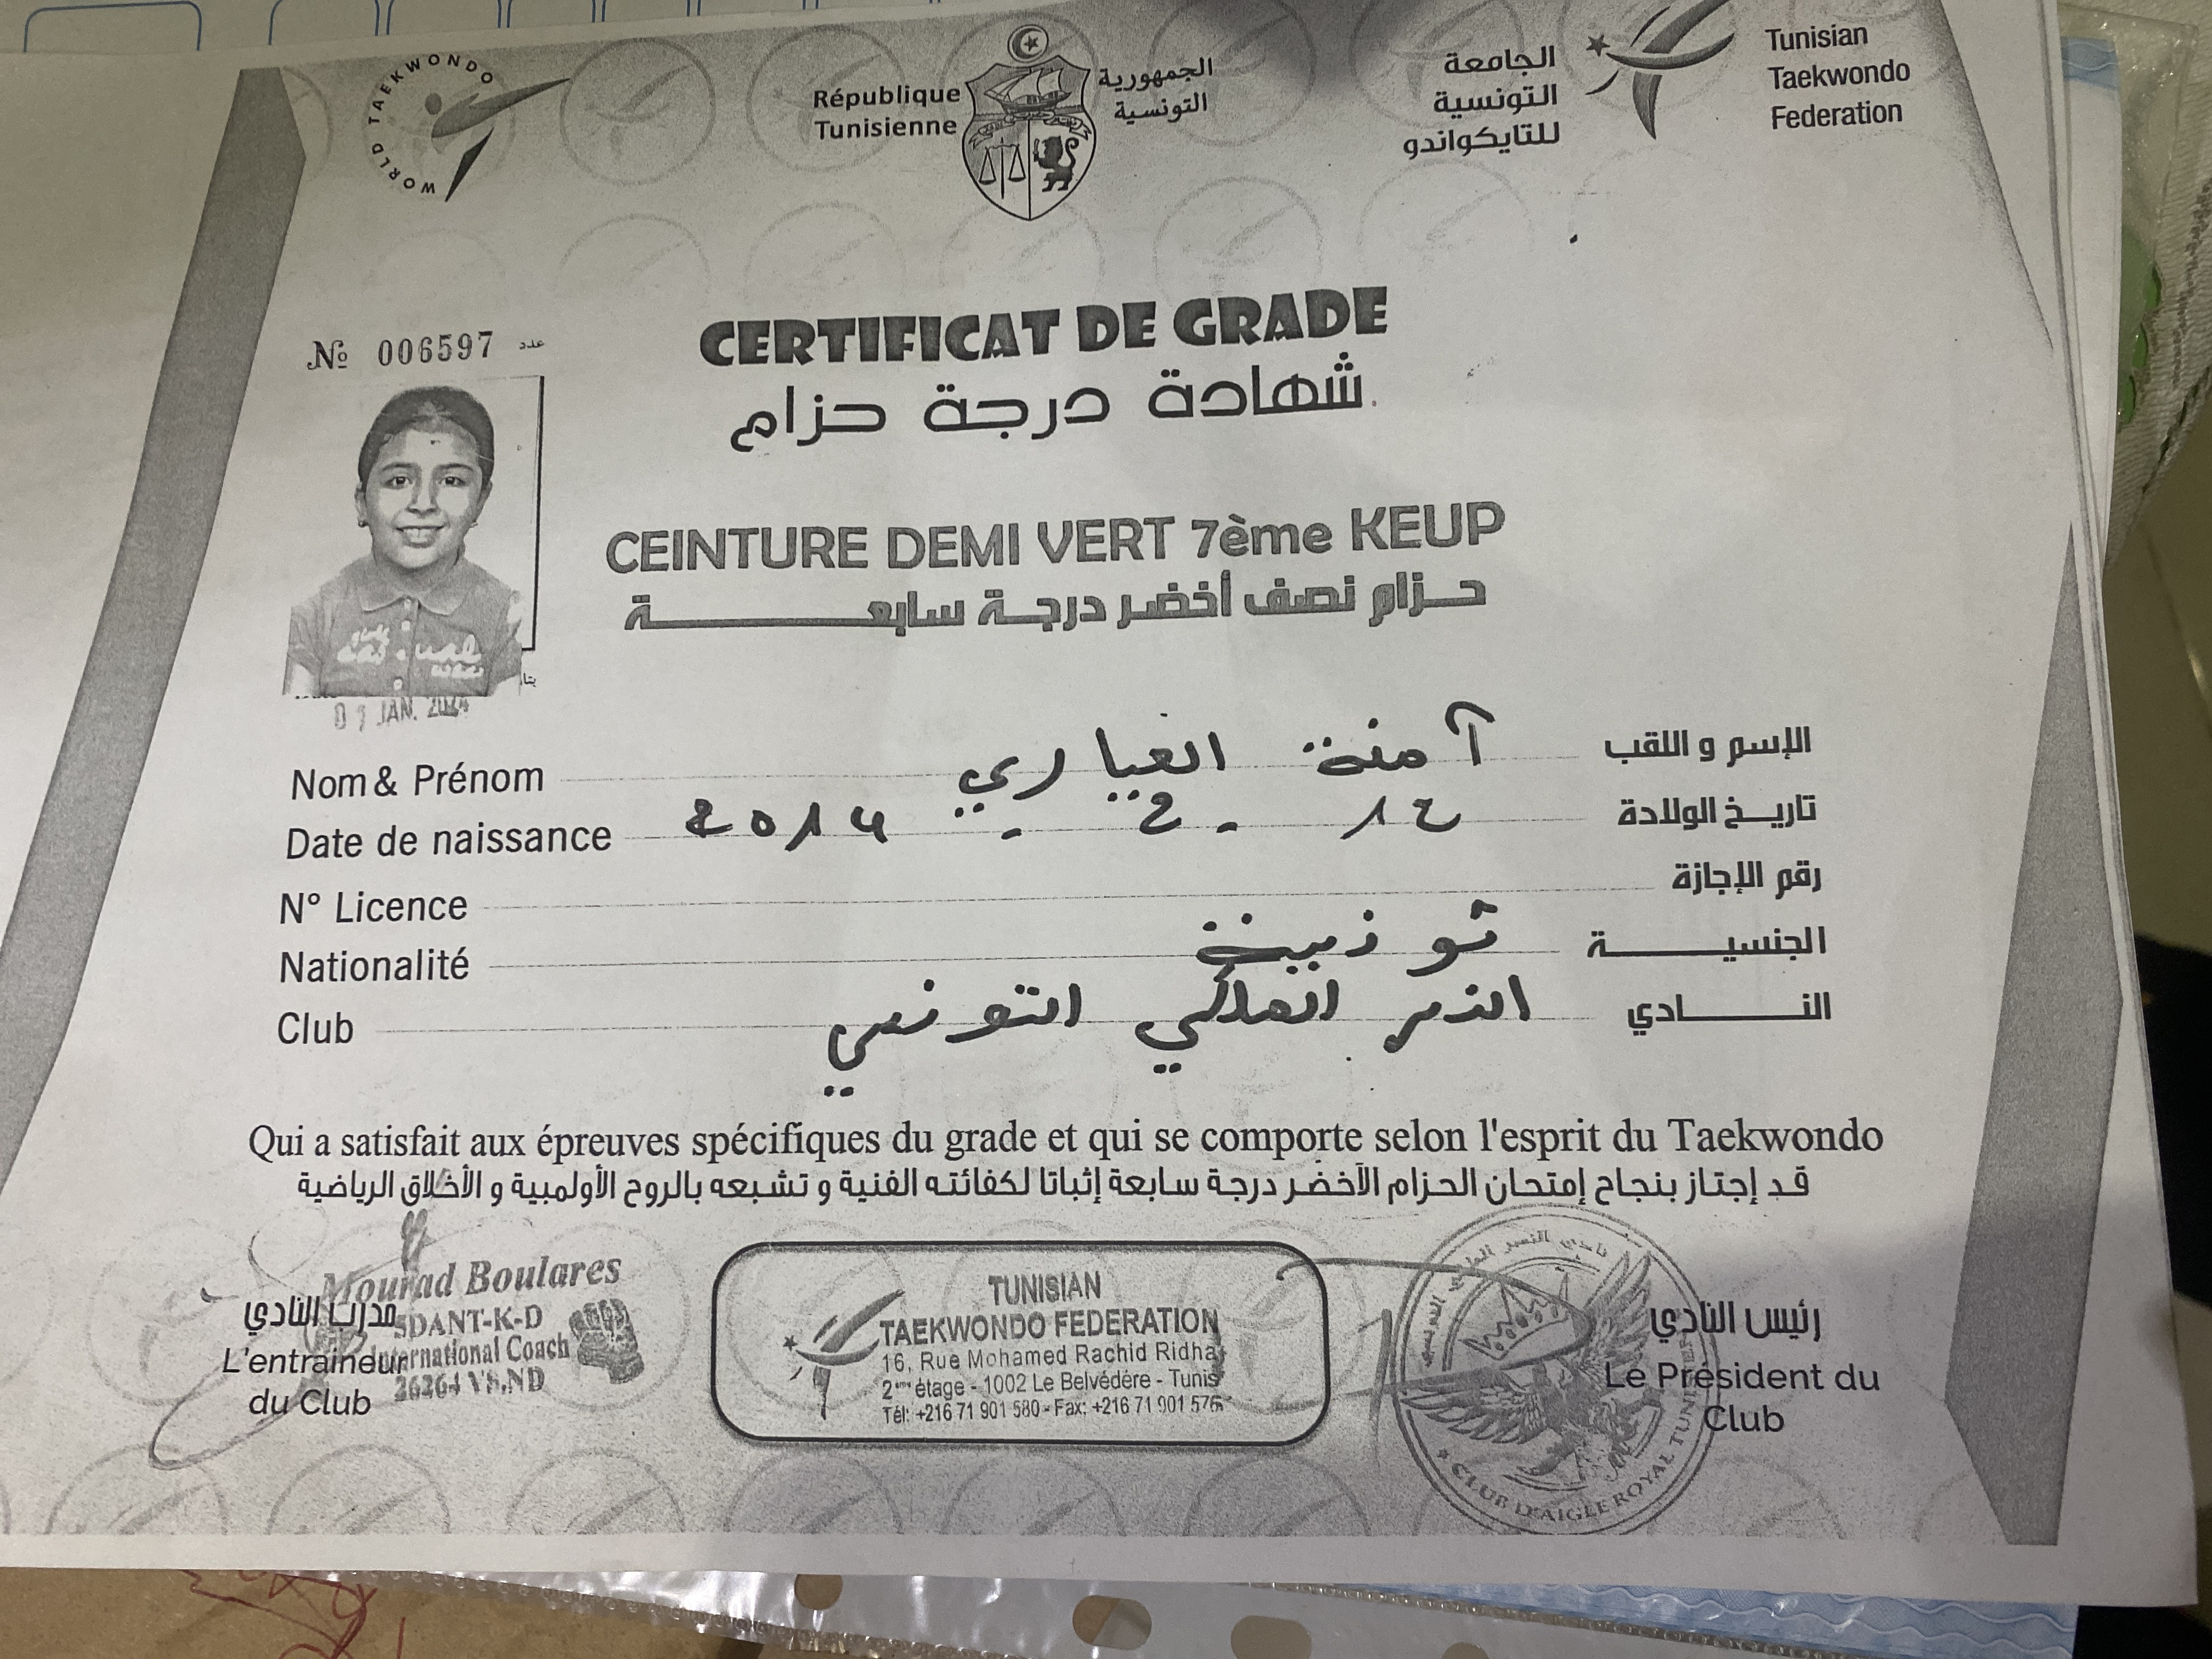 WORLD TAEKWONDO
République
Tunisienne
الجمهورية
التونسية
الجامعة
التونسية
للتايكواندو
Tunisian
Taekwondo
Federation
№ 006597 عدد
CERTIFICAT DE GRADE
شهادة درجة حزام
CEINTURE DEMI VERT 7ème KEUP
حزام نصف أخضر درجة سابعة
JAN.
Nom & Prénom آمنة العياري الإسم و اللقب
Date de naissance 2014 - 2 - 12 تاريخ الولادة
N° Licence رقم الإجازة
Nationalité تونسية الجنسية
Club النسر الملكي التونسي النادي
Qui a satisfait aux épreuves spécifiques du grade et qui se comporte selon l'esprit du Taekwondo
قد إجتاز بنجاح إمتحان الحزام الأخضر درجة سابعة إثباتا لكفائته الفنية و تشبعه بالروح الأولمبية و الأخلاق الرياضية
Mourad Boulares
DAN T-K-D
International Coach
مدرب النادي
L'entraineur
du Club
TUNISIAN
TAEKWONDO FEDERATION
16, Rue Mohamed Rachid Ridha
2ème étage - 1002 Le Belvédère - Tunis
Tél: +216 71 901 580 - Fax: +216 71 901 576
CLUB D'AIGLE ROYAL
رئيس النادي
Le Président du
Club